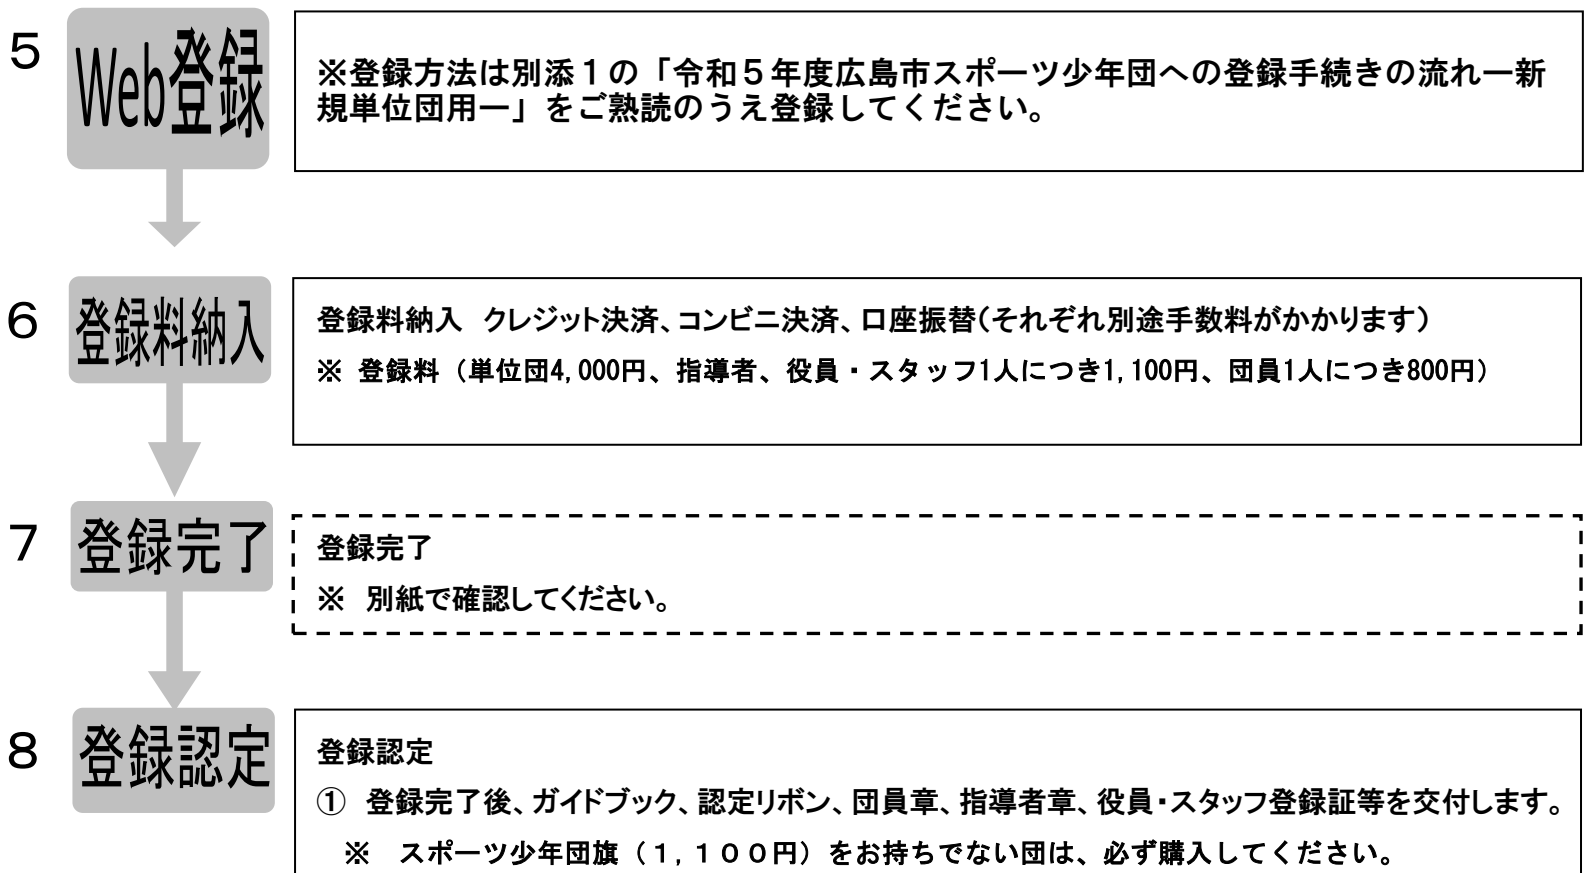 5
Web登録
※登録方法は別添１の「令和５年度広島市スポーツ少年団への登録手続きの流れー新
規単位団用ー」をご熟読のうえ登録してください。
6
登録料納入
登録料納入　クレジット決済、コンビニ決済、口座振替（それぞれ別途手数料がかかります）
※ 登録料（単位団4,000円、指導者、役員・スタッフ1人につき1,100円、団員1人につき800円）
7
登録完了
登録完了
※　別紙で確認してください。
8
登録認定
登録認定
①　登録完了後、ガイドブック、認定リボン、団員章、指導者章、役員・スタッフ登録証等を交付します。
※　スポーツ少年団旗（１，１００円）をお持ちでない団は、必ず購入してください。